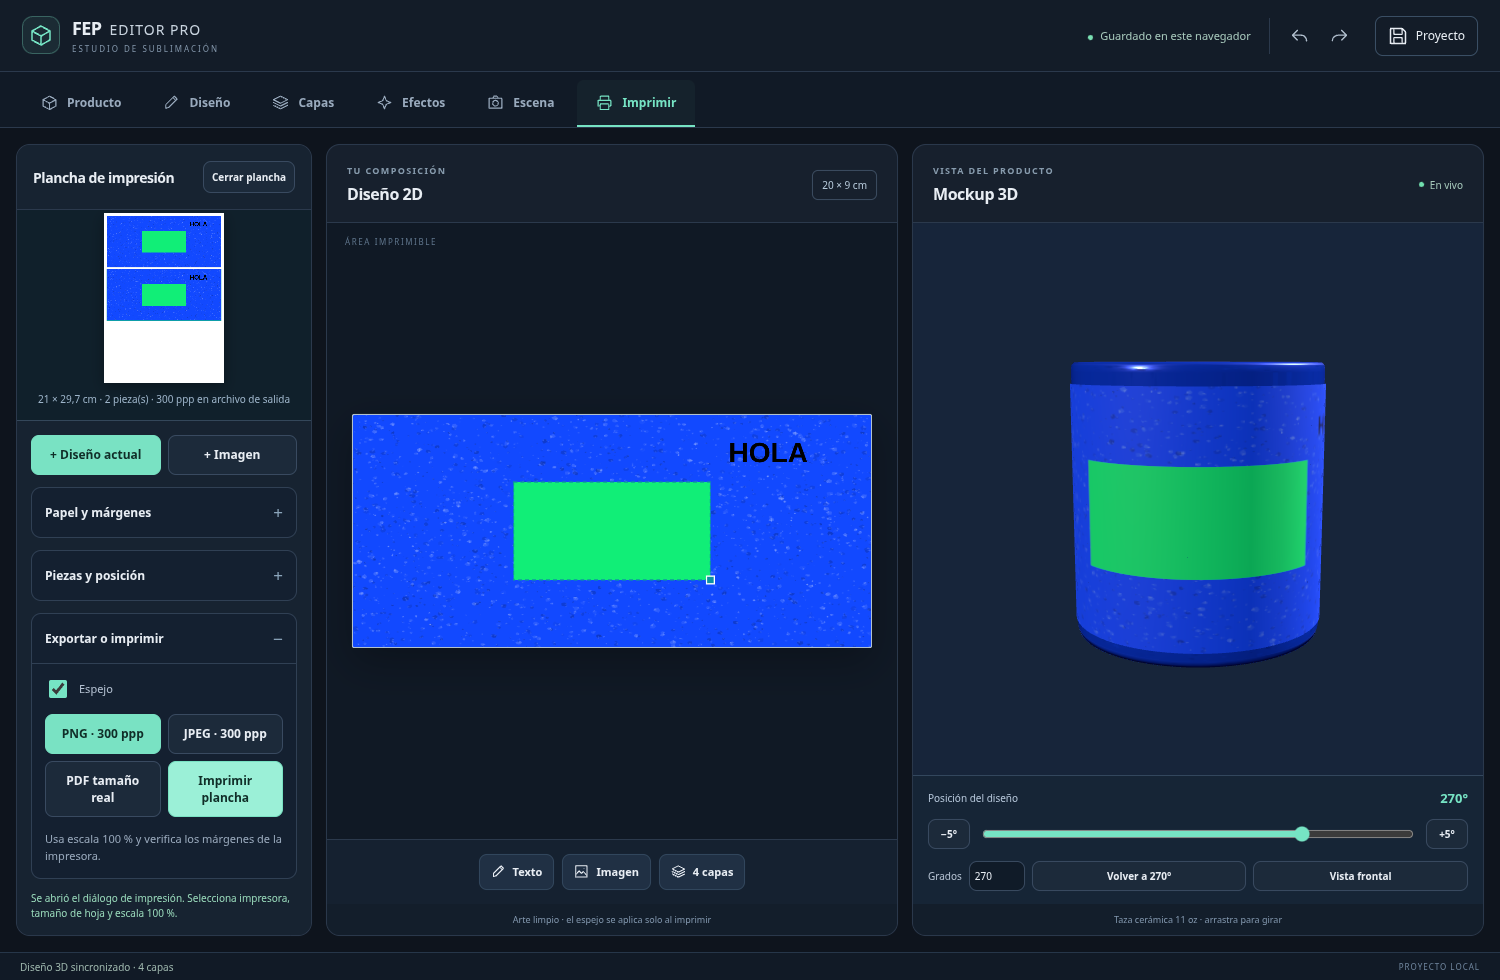 FEP EDITOR PRO
ESTUDIO DE SUBLIMACIÓN
Guardado en este navegador
Proyecto
Producto
Diseño
Capas
Efectos
Escena
Imprimir
Plancha de impresión
Cerrar plancha
HOLA
HOLA
21 × 29,7 cm · 2 pieza(s) · 300 ppp en archivo de salida
+ Diseño actual
+ Imagen
Papel y márgenes
+
Piezas y posición
+
Exportar o imprimir
−
Espejo
PNG · 300 ppp
JPEG · 300 ppp
PDF tamaño
real
Imprimir
plancha
Usa escala 100 % y verifica los márgenes de la
impresora.
Se abrió el diálogo de impresión. Selecciona impresora,
tamaño de hoja y escala 100 %.
TU COMPOSICIÓN
Diseño 2D
20 × 9 cm
ÁREA IMPRIMIBLE
HOLA
Texto
Imagen
4 capas
Arte limpio · el espejo se aplica solo al imprimir
VISTA DEL PRODUCTO
Mockup 3D
En vivo
Posición del diseño
270°
−5°
+5°
Grados
270
Volver a 270°
Vista frontal
Taza cerámica 11 oz · arrastra para girar
Diseño 3D sincronizado · 4 capas
PROYECTO LOCAL